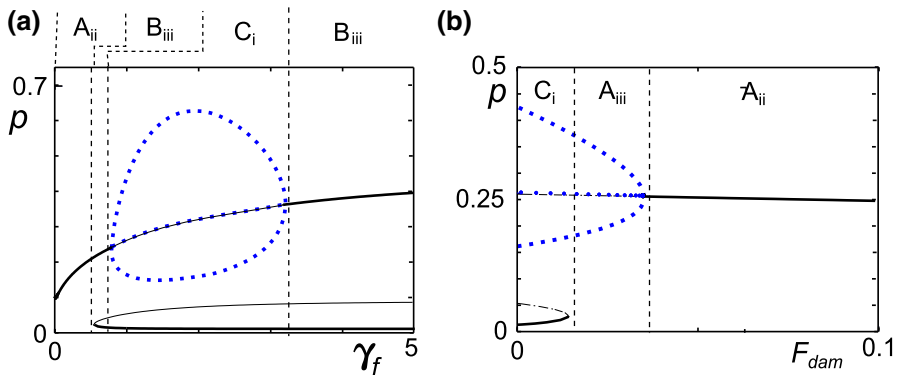 (a)
A_ii B_iii C_i B_iii
0.7
p
0
0 γ_f 5
(b)
0.5
p
C_i A_iii A_ii
0.25
0
0 F_dam 0.1